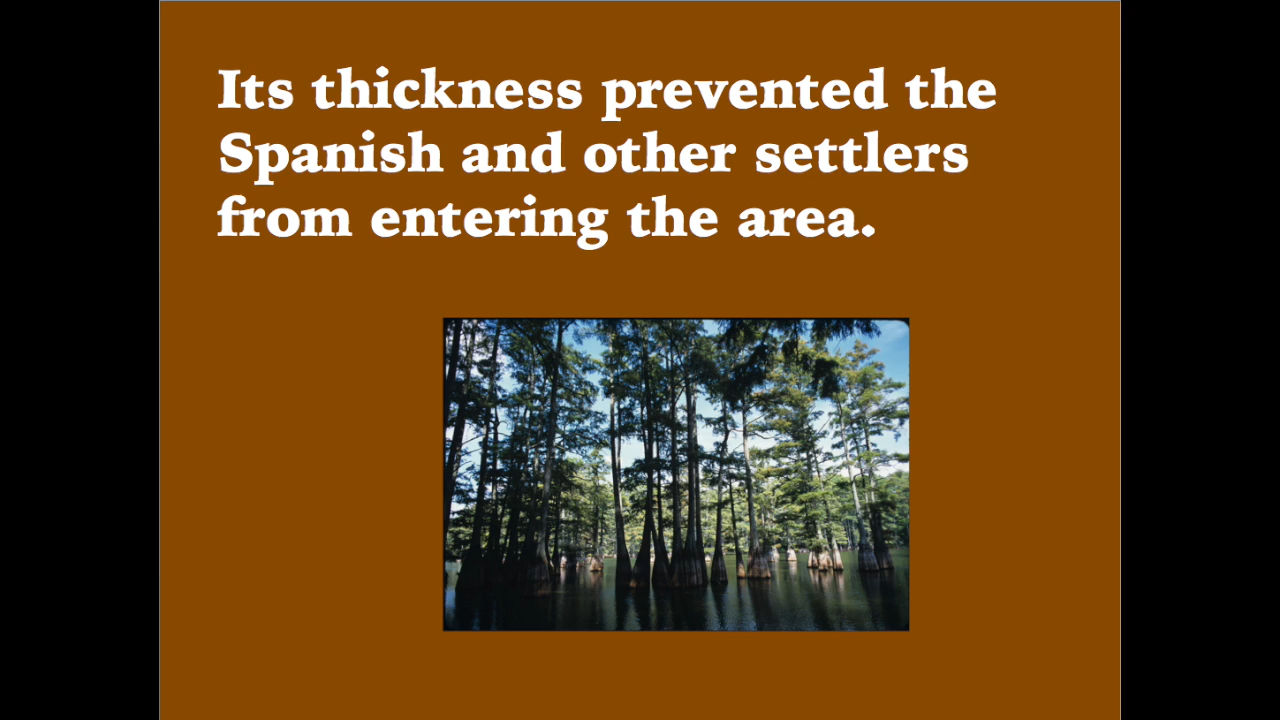 Its thickness prevented the
Spanish and other settlers
from entering the area.